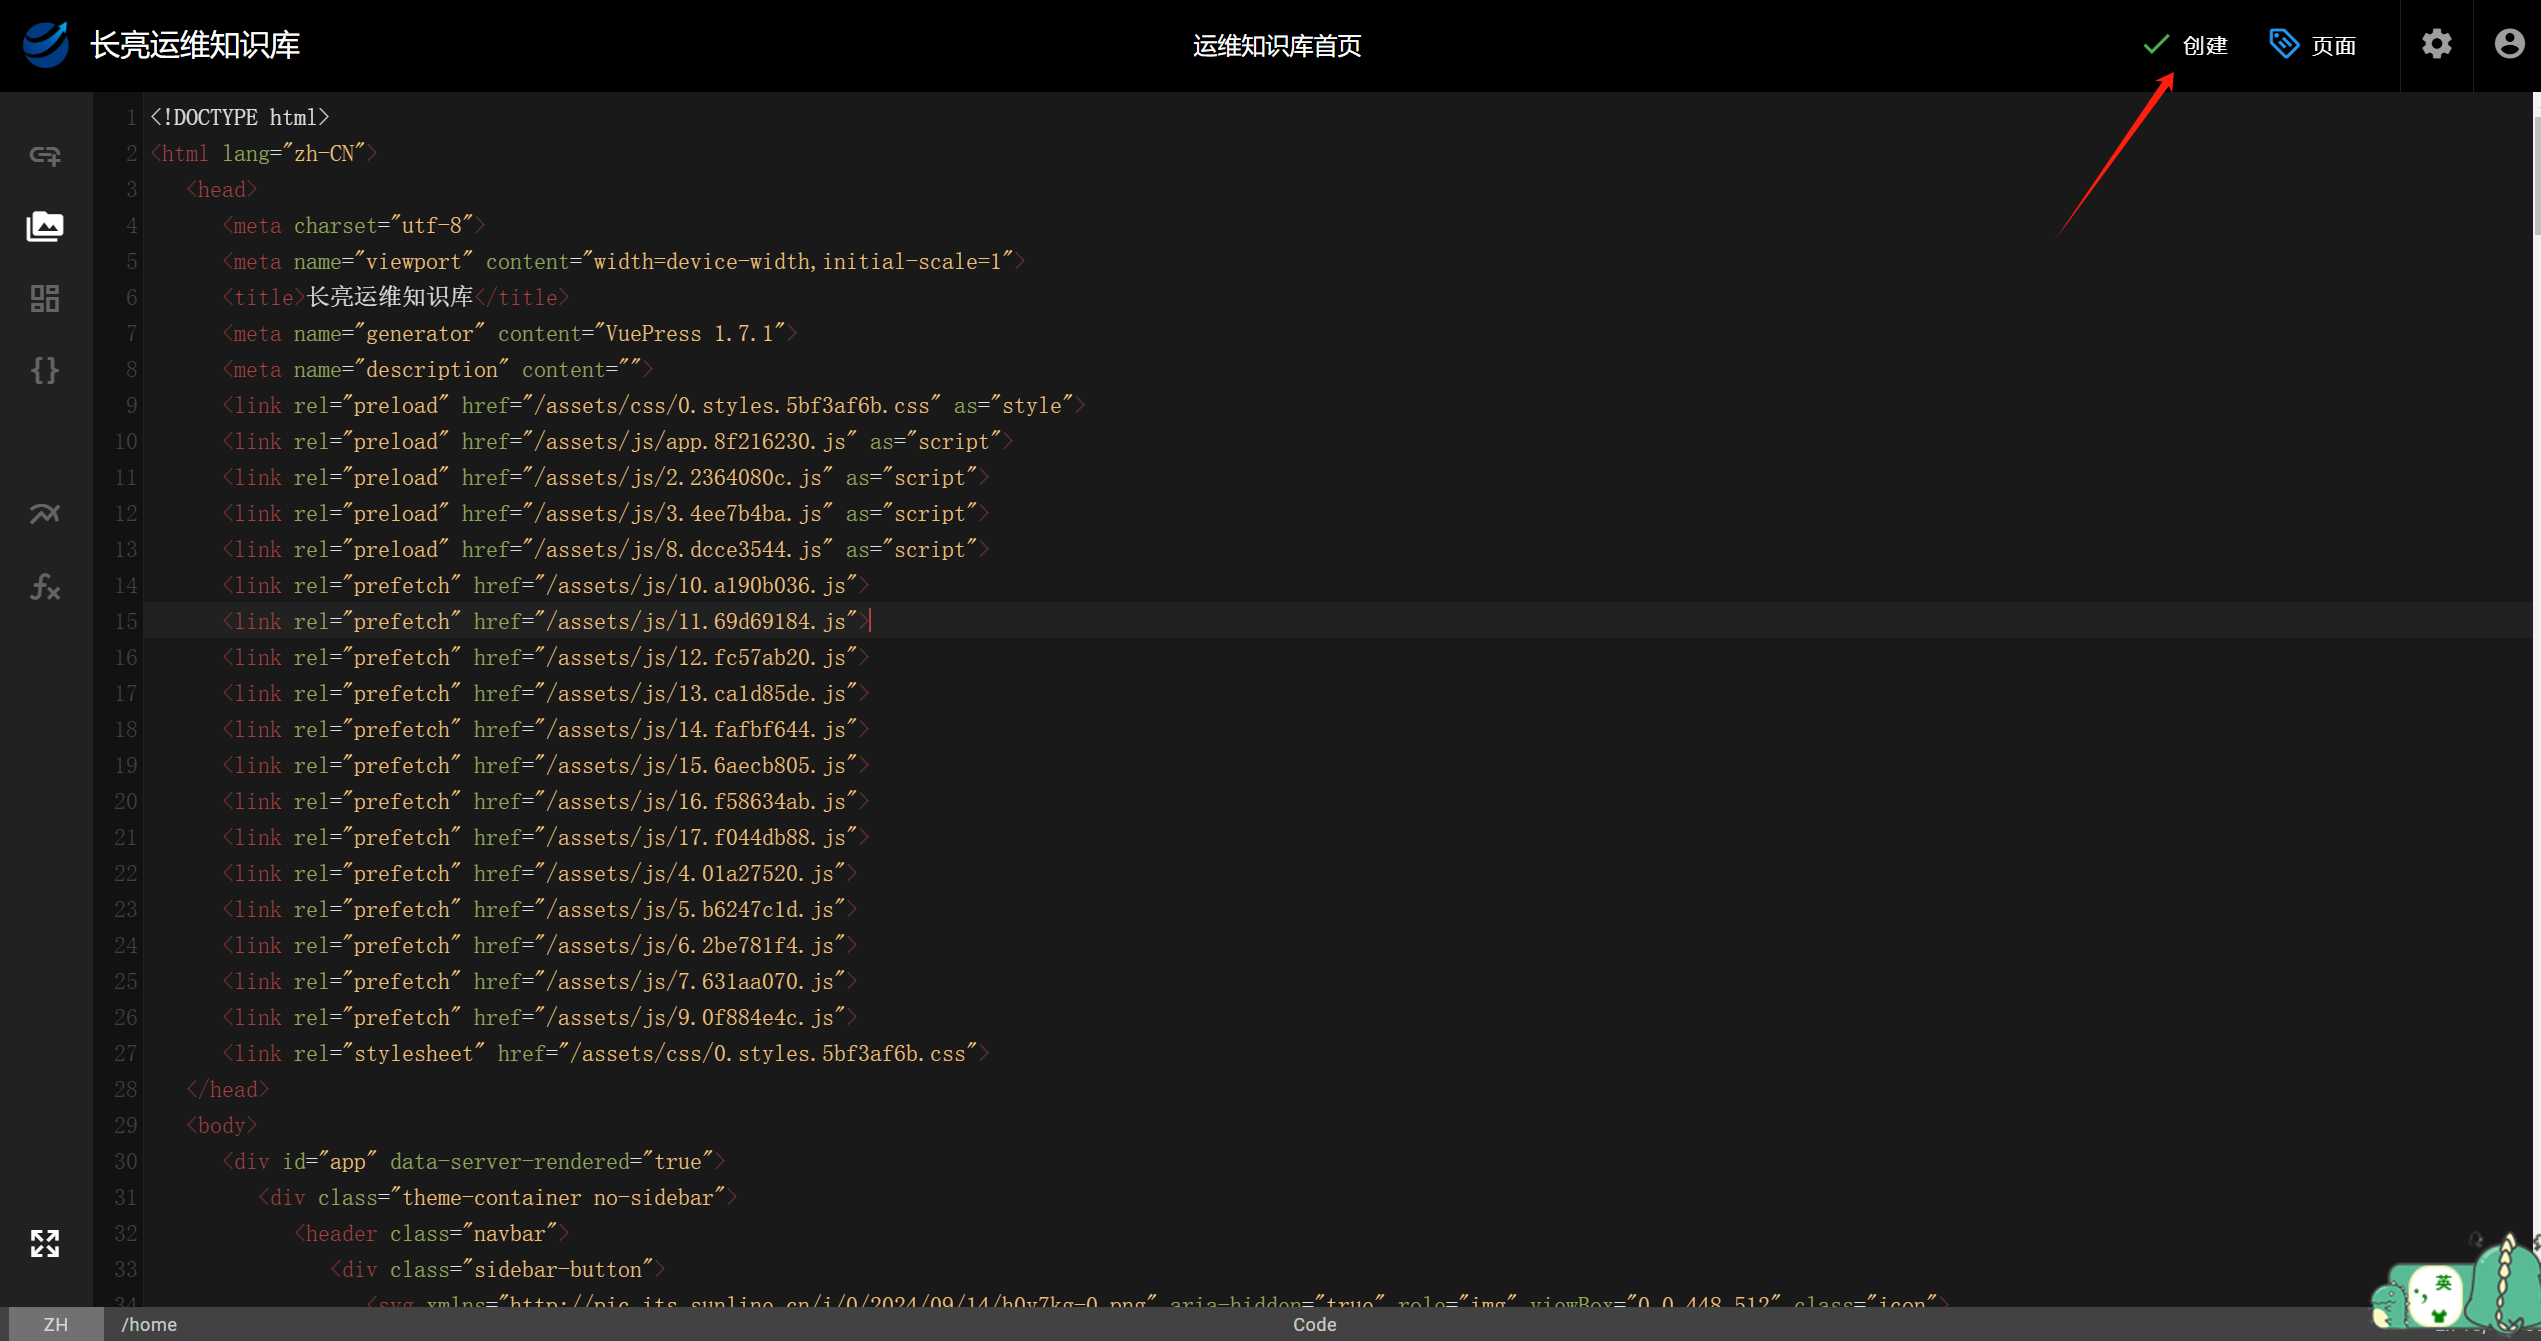 长亮运维知识库
运维知识库首页
创建
页面
1 <!DOCTYPE html>
2 <html lang="zh-CN">
3 <head>
4 <meta charset="utf-8">
5 <meta name="viewport" content="width=device-width,initial-scale=1">
6 <title>长亮运维知识库</title>
7 <meta name="generator" content="VuePress 1.7.1">
8 <meta name="description" content="">
9 <link rel="preload" href="/assets/css/0.styles.5bf3af6b.css" as="style">
10 <link rel="preload" href="/assets/js/app.8f216230.js" as="script">
11 <link rel="preload" href="/assets/js/2.2364080c.js" as="script">
12 <link rel="preload" href="/assets/js/3.4ee7b4ba.js" as="script">
13 <link rel="preload" href="/assets/js/8.dcce3544.js" as="script">
14 <link rel="prefetch" href="/assets/js/10.a190b036.js">
15 <link rel="prefetch" href="/assets/js/11.69d69184.js">
16 <link rel="prefetch" href="/assets/js/12.fc57ab20.js">
17 <link rel="prefetch" href="/assets/js/13.ca1d85de.js">
18 <link rel="prefetch" href="/assets/js/14.fafbf644.js">
19 <link rel="prefetch" href="/assets/js/15.6aecb805.js">
20 <link rel="prefetch" href="/assets/js/16.f58634ab.js">
21 <link rel="prefetch" href="/assets/js/17.f044db88.js">
22 <link rel="prefetch" href="/assets/js/4.01a27520.js">
23 <link rel="prefetch" href="/assets/js/5.b6247c1d.js">
24 <link rel="prefetch" href="/assets/js/6.2be781f4.js">
25 <link rel="prefetch" href="/assets/js/7.631aa070.js">
26 <link rel="prefetch" href="/assets/js/9.0f884e4c.js">
27 <link rel="stylesheet" href="/assets/css/0.styles.5bf3af6b.css">
28 </head>
29 <body>
30 <div id="app" data-server-rendered="true">
31 <div class="theme-container no-sidebar">
32 <header class="navbar">
33 <div class="sidebar-button">
34 <svg xmlns="http://pic.its.sunline.cn/i/0/2024/09/14/h0y7kg-0.png" aria-hidden="true" role="img" viewBox="0 0 448 512" class="icon">
英
ZH
/home
Code